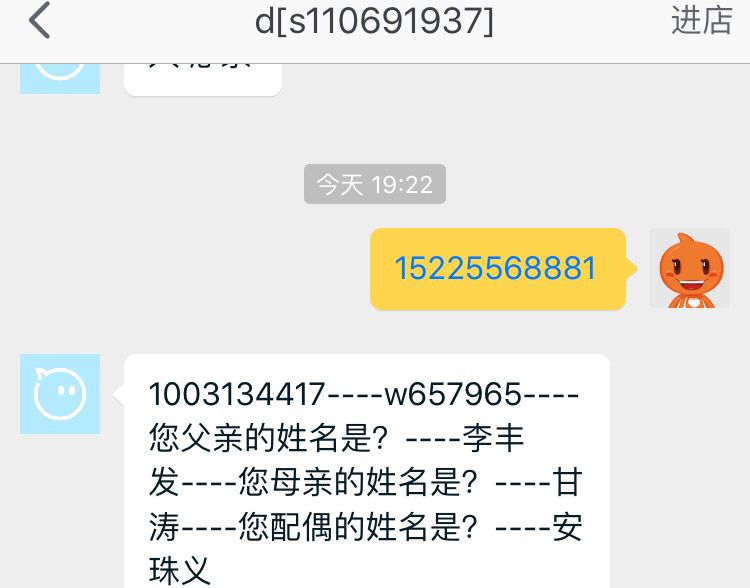 d[s110691937]
进店
今天 19:22
15225568881
1003134417----w657965----
您父亲的姓名是？----李丰
发----您母亲的姓名是？----甘
涛----您配偶的姓名是？----安
珠义